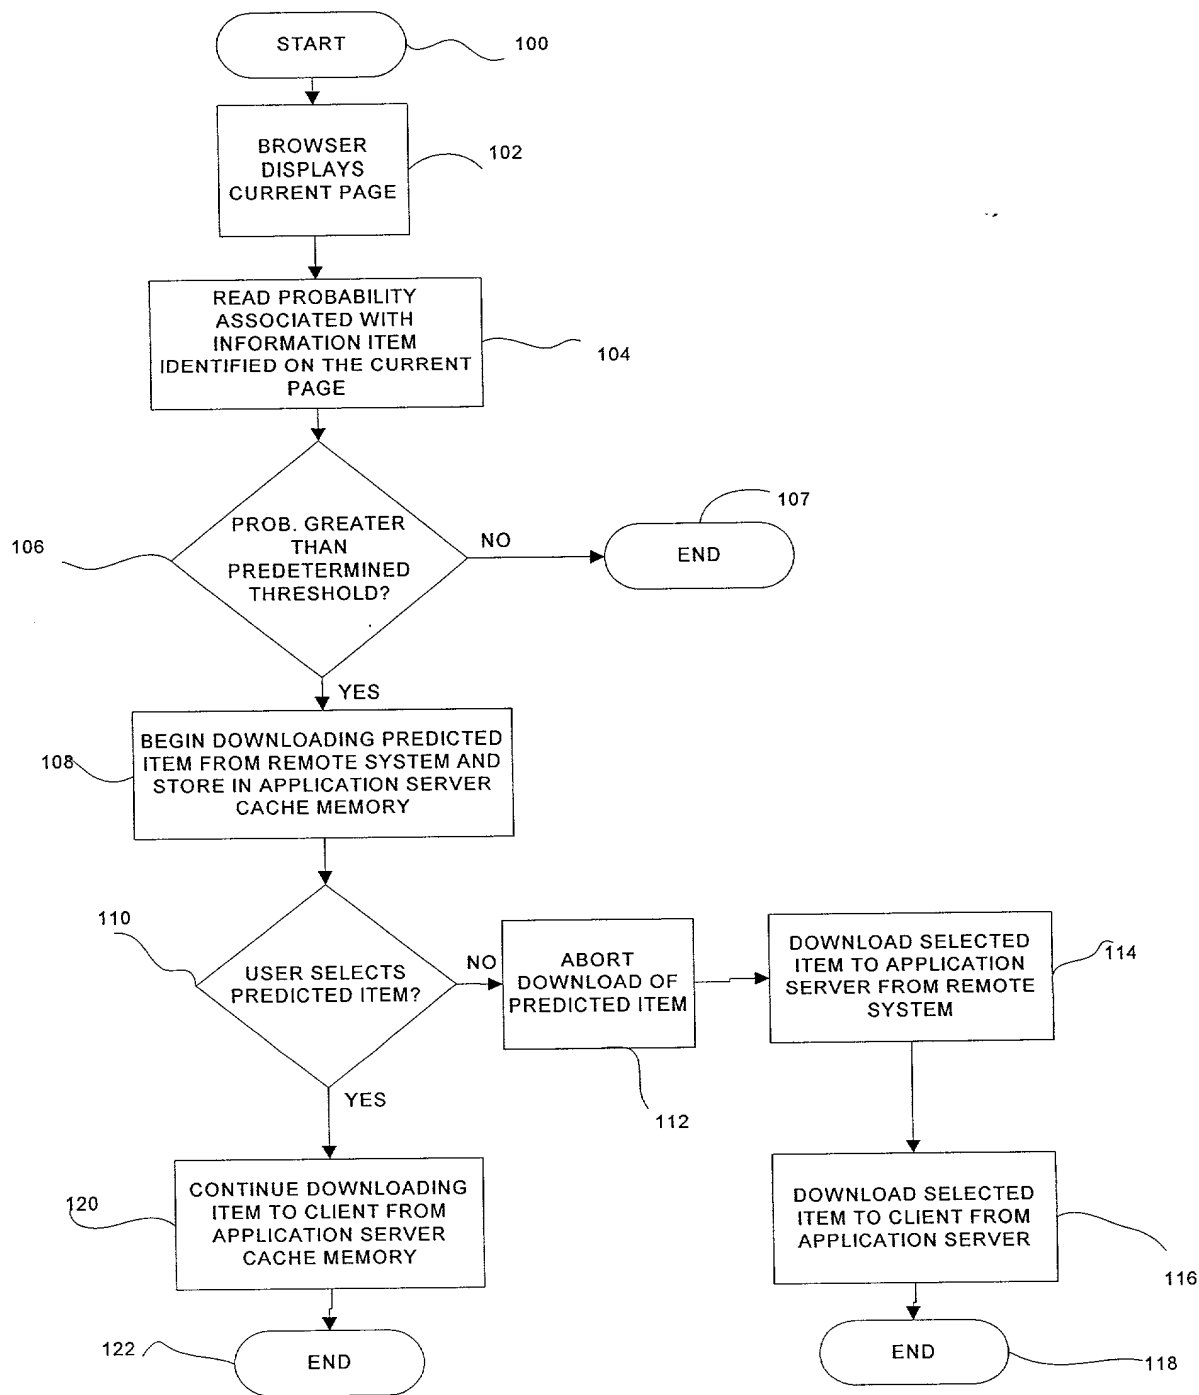 START
100
BROWSER
DISPLAYS
CURRENT PAGE
102
READ PROBABILITY
ASSOCIATED WITH
INFORMATION ITEM
IDENTIFIED ON THE CURRENT
PAGE
104
106
PROB. GREATER
THAN
PREDETERMINED
THRESHOLD?
NO
107
END
YES
108
BEGIN DOWNLOADING PREDICTED
ITEM FROM REMOTE SYSTEM AND
STORE IN APPLICATION SERVER
CACHE MEMORY
110
USER SELECTS
PREDICTED ITEM?
NO
ABORT
DOWNLOAD OF
PREDICTED ITEM
112
DOWNLOAD SELECTED
ITEM TO APPLICATION
SERVER FROM REMOTE
SYSTEM
114
YES
120
CONTINUE DOWNLOADING
ITEM TO CLIENT FROM
APPLICATION SERVER
CACHE MEMORY
DOWNLOAD SELECTED
ITEM TO CLIENT FROM
APPLICATION SERVER
116
122
END
END
118